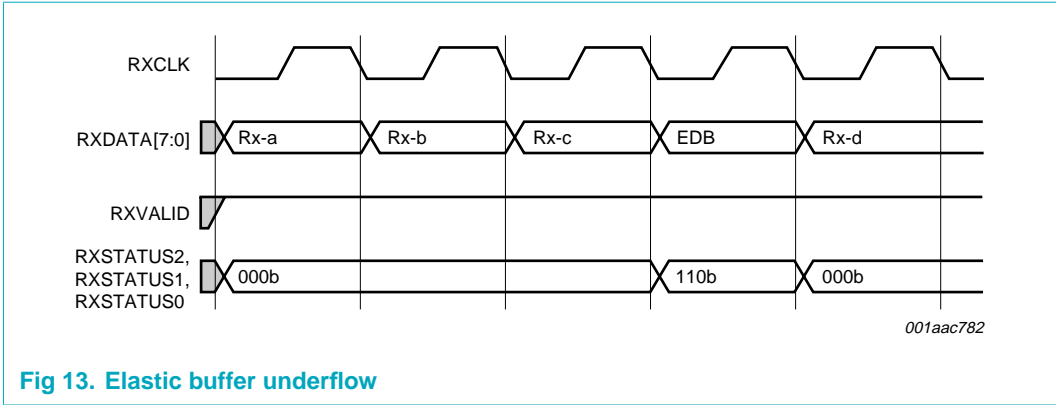 RXCLK
RXDATA[7:0] Rx-a Rx-b Rx-c EDB Rx-d
RXVALID
RXSTATUS2,
RXSTATUS1, 000b 110b 000b
RXSTATUS0
001aac782
Fig 13. Elastic buffer underflow